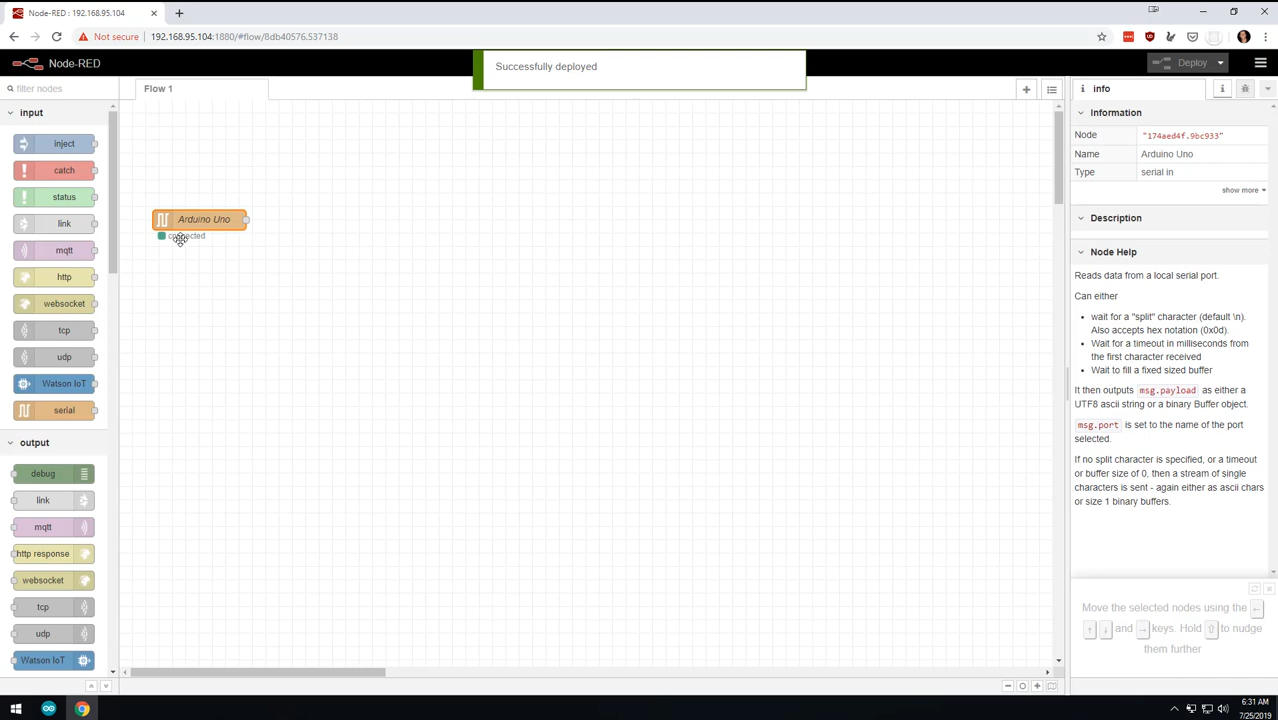 Node-RED : 192.168.95.104
Not secure
192.168.95.104:1880/#flow/8db40576.537138
Node-RED
Successfully deployed
Deploy
filter nodes
Flow 1
info
input
inject
catch
status
link
mqtt
http
websocket
tcp
udp
Watson IoT
serial
output
debug
link
mqtt
http response
websocket
tcp
udp
Watson IoT
Arduino Uno
connected
Information
Node "174aed4f.9bc933"
Name Arduino Uno
Type serial in
show more
Description
Node Help
Reads data from a local serial port.
Can either
• wait for a "split" character (default \n).
Also accepts hex notation (0x0d).
• Wait for a timeout in milliseconds from
the first character received
• Wait to fill a fixed sized buffer
It then outputs msg.payload as either a
UTF8 ascii string or a binary Buffer object.
msg.port is set to the name of the port
selected.
If no split character is specified, or a timeout
or buffer size of 0, then a stream of single
characters is sent - again either as ascii chars
or size 1 binary buffers.
Move the selected nodes using the ←
↑ ↓ and → keys. Hold ⇧ to nudge
them further
6:31 AM
7/25/2019